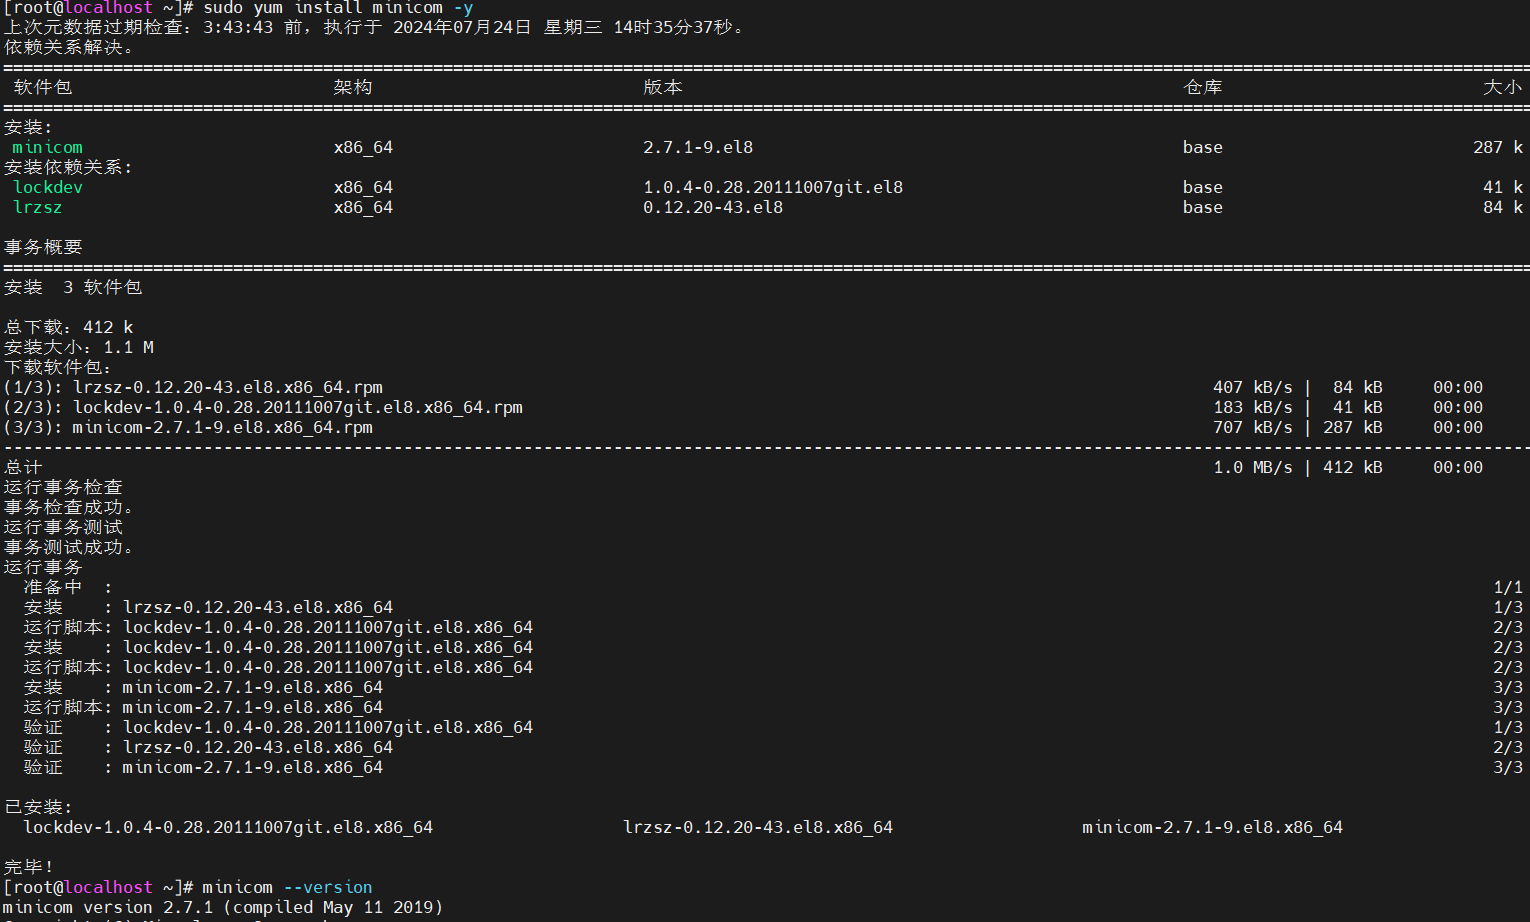 [root@localhost ~]# sudo yum install minicom -y
上次元数据过期检查：3:43:43 前，执行于 2024年07月24日 星期三 14时35分37秒。
依赖关系解决。
================================================================================
软件包 架构 版本 仓库 大小
================================================================================
安装:
minicom x86_64 2.7.1-9.el8 base 287 k
安装依赖关系:
lockdev x86_64 1.0.4-0.28.20111007git.el8 base 41 k
lrzsz x86_64 0.12.20-43.el8 base 84 k
事务概要
================================================================================
安装  3 软件包
总下载：412 k
安装大小：1.1 M
下载软件包：
(1/3): lrzsz-0.12.20-43.el8.x86_64.rpm 407 kB/s |  84 kB     00:00
(2/3): lockdev-1.0.4-0.28.20111007git.el8.x86_64.rpm 183 kB/s |  41 kB     00:00
(3/3): minicom-2.7.1-9.el8.x86_64.rpm 707 kB/s | 287 kB     00:00
--------------------------------------------------------------------------------
总计 1.0 MB/s | 412 kB     00:00
运行事务检查
事务检查成功。
运行事务测试
事务测试成功。
运行事务
准备中  : 1/1
安装    : lrzsz-0.12.20-43.el8.x86_64 1/3
运行脚本: lockdev-1.0.4-0.28.20111007git.el8.x86_64 2/3
安装    : lockdev-1.0.4-0.28.20111007git.el8.x86_64 2/3
运行脚本: lockdev-1.0.4-0.28.20111007git.el8.x86_64 2/3
安装    : minicom-2.7.1-9.el8.x86_64 3/3
运行脚本: minicom-2.7.1-9.el8.x86_64 3/3
验证    : lockdev-1.0.4-0.28.20111007git.el8.x86_64 1/3
验证    : lrzsz-0.12.20-43.el8.x86_64 2/3
验证    : minicom-2.7.1-9.el8.x86_64 3/3
已安装:
lockdev-1.0.4-0.28.20111007git.el8.x86_64 lrzsz-0.12.20-43.el8.x86_64 minicom-2.7.1-9.el8.x86_64
完毕！
[root@localhost ~]# minicom --version
minicom version 2.7.1 (compiled May 11 2019)